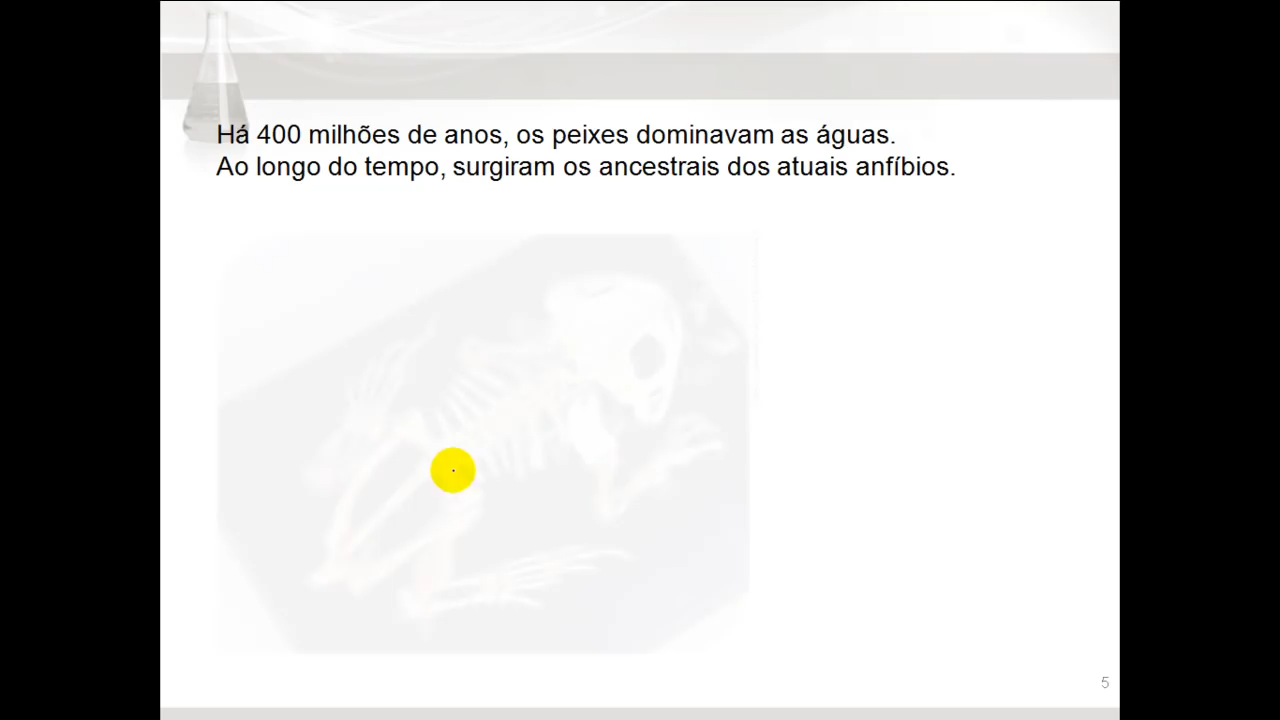 Há 400 milhões de anos, os peixes dominavam as águas.
Ao longo do tempo, surgiram os ancestrais dos atuais anfíbios.
5